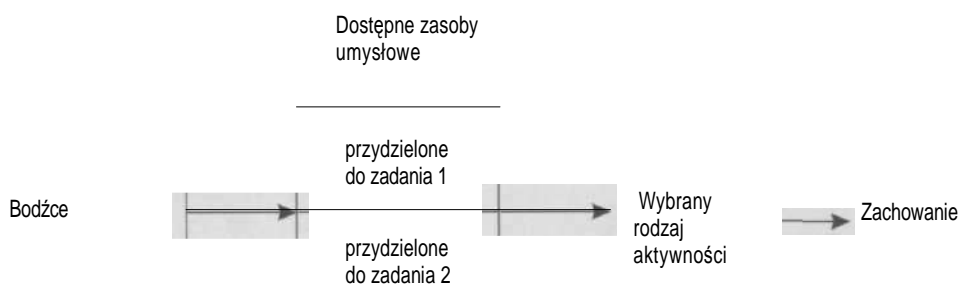 Dostępne zasoby
umysłowe
przydzielone
do zadania 1
Bodźce
Wybrany
rodzaj
aktywności
Zachowanie
przydzielone
do zadania 2